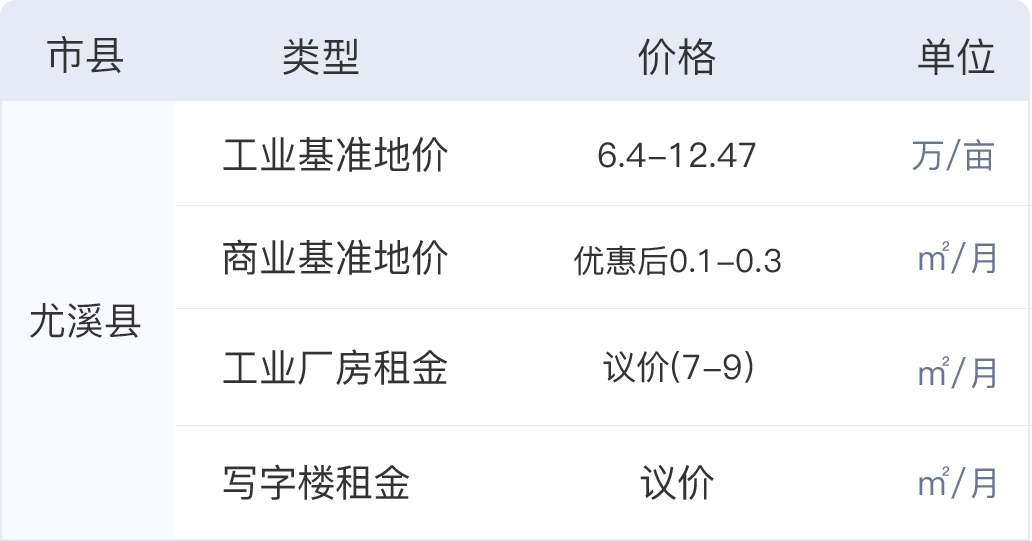 市县 类型 价格 单位
工业基准地价 6.4-12.47 万/亩
商业基准地价 优惠后0.1-0.3 ㎡/月
尤溪县
工业厂房租金 议价(7-9) ㎡/月
写字楼租金 议价 ㎡/月